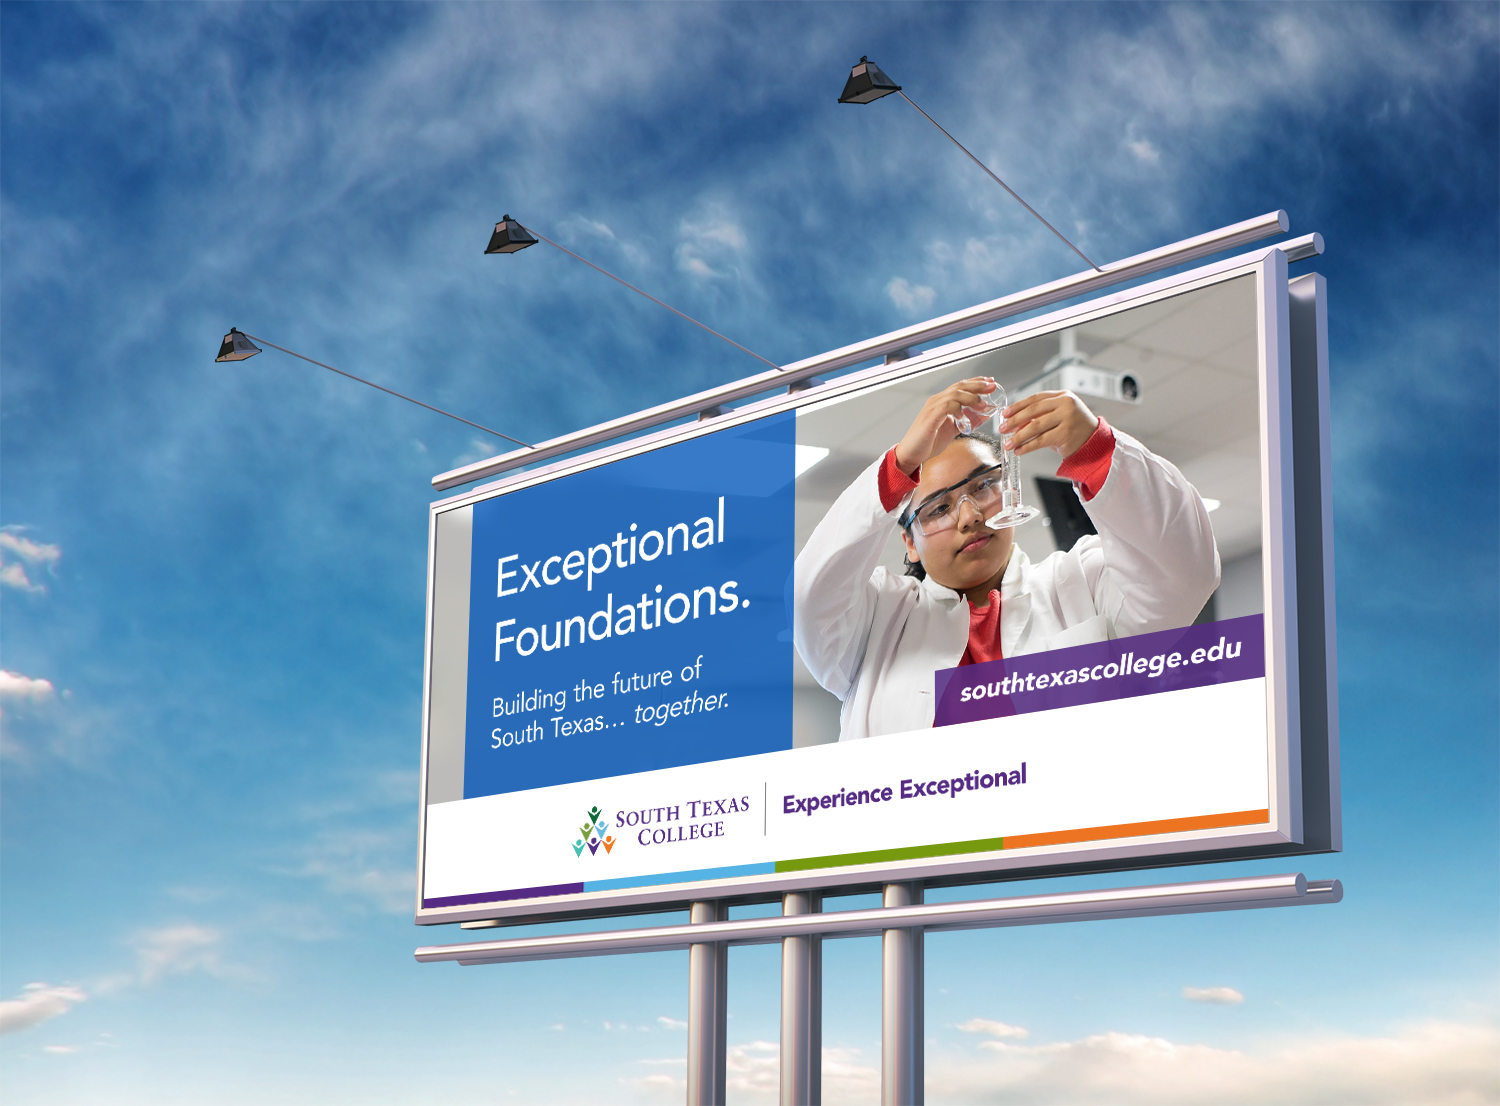 Exceptional
Foundations.
Building the future of
South Texas... together.
southtexascollege.edu
SOUTH TEXAS
COLLEGE
Experience Exceptional